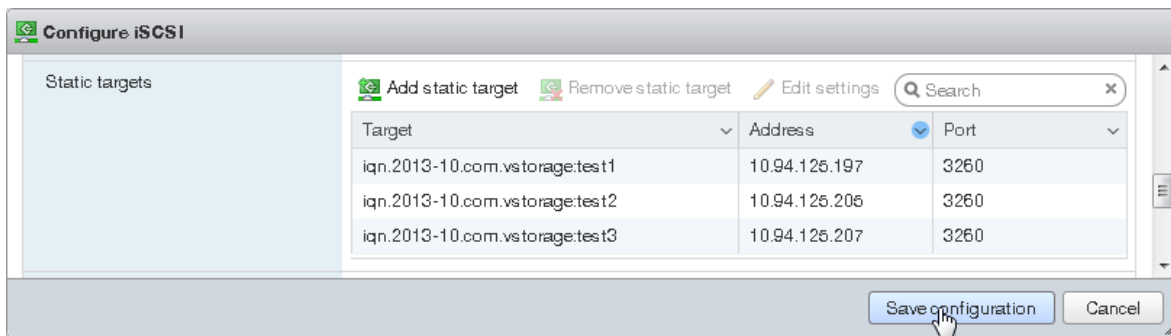 Configure iSCSI
Static targets
Add static target Remove static target Edit settings Search
Target Address Port
iqn.2013-10.com.vstorage:test1 10.94.125.197 3260
iqn.2013-10.com.vstorage:test2 10.94.125.205 3260
iqn.2013-10.com.vstorage:test3 10.94.125.207 3260
Save configuration Cancel